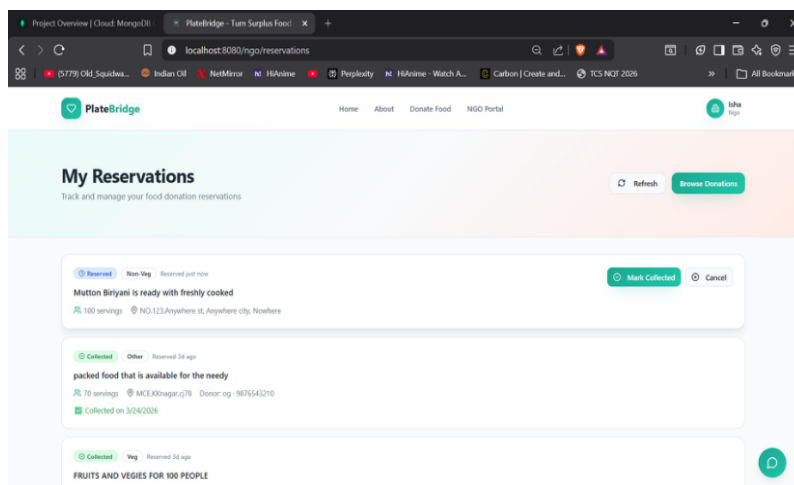 Project Overview | Cloud: MongoDB
PlateBridge - Turn Surplus Food
localhost:8080/ngo/reservations
(5779) Old_Squidwa...
Indian Oil
NetMirror
HiAnime
Perplexity
HiAnime - Watch A...
Carbon | Create and...
TCS NQT 2026
»
All Bookmark
PlateBridge
Home About Donate Food NGO Portal
Isha
Ngo
My Reservations
Track and manage your food donation reservations
Refresh
Browse Donations
Reserved Non-Veg Reserved just now
Mutton Biriyani is ready with freshly cooked
100 servings NO.123,Anywhere st, Anywhere city, Nowhere
Mark Collected
Cancel
Collected Other Reserved 3d ago
packed food that is available for the needy
70 servings MCE,KKnagar,cj78 Donor: og - 9876543210
Collected on 3/24/2026
Collected Veg Reserved 3d ago
FRUITS AND VEGIES FOR 100 PEOPLE